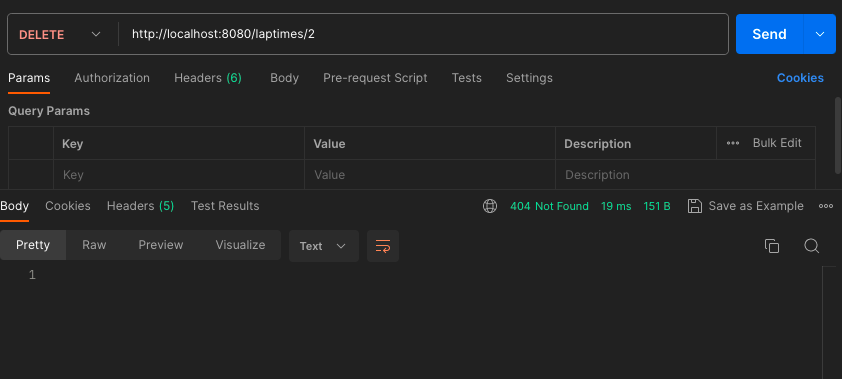 DELETE http://localhost:8080/laptimes/2 Send
Params Authorization Headers (6) Body Pre-request Script Tests Settings Cookies
Query Params
Key Value Description ••• Bulk Edit
Key Value Description
Body Cookies Headers (5) Test Results 404 Not Found 19 ms 151 B Save as Example •••
Pretty Raw Preview Visualize Text
1